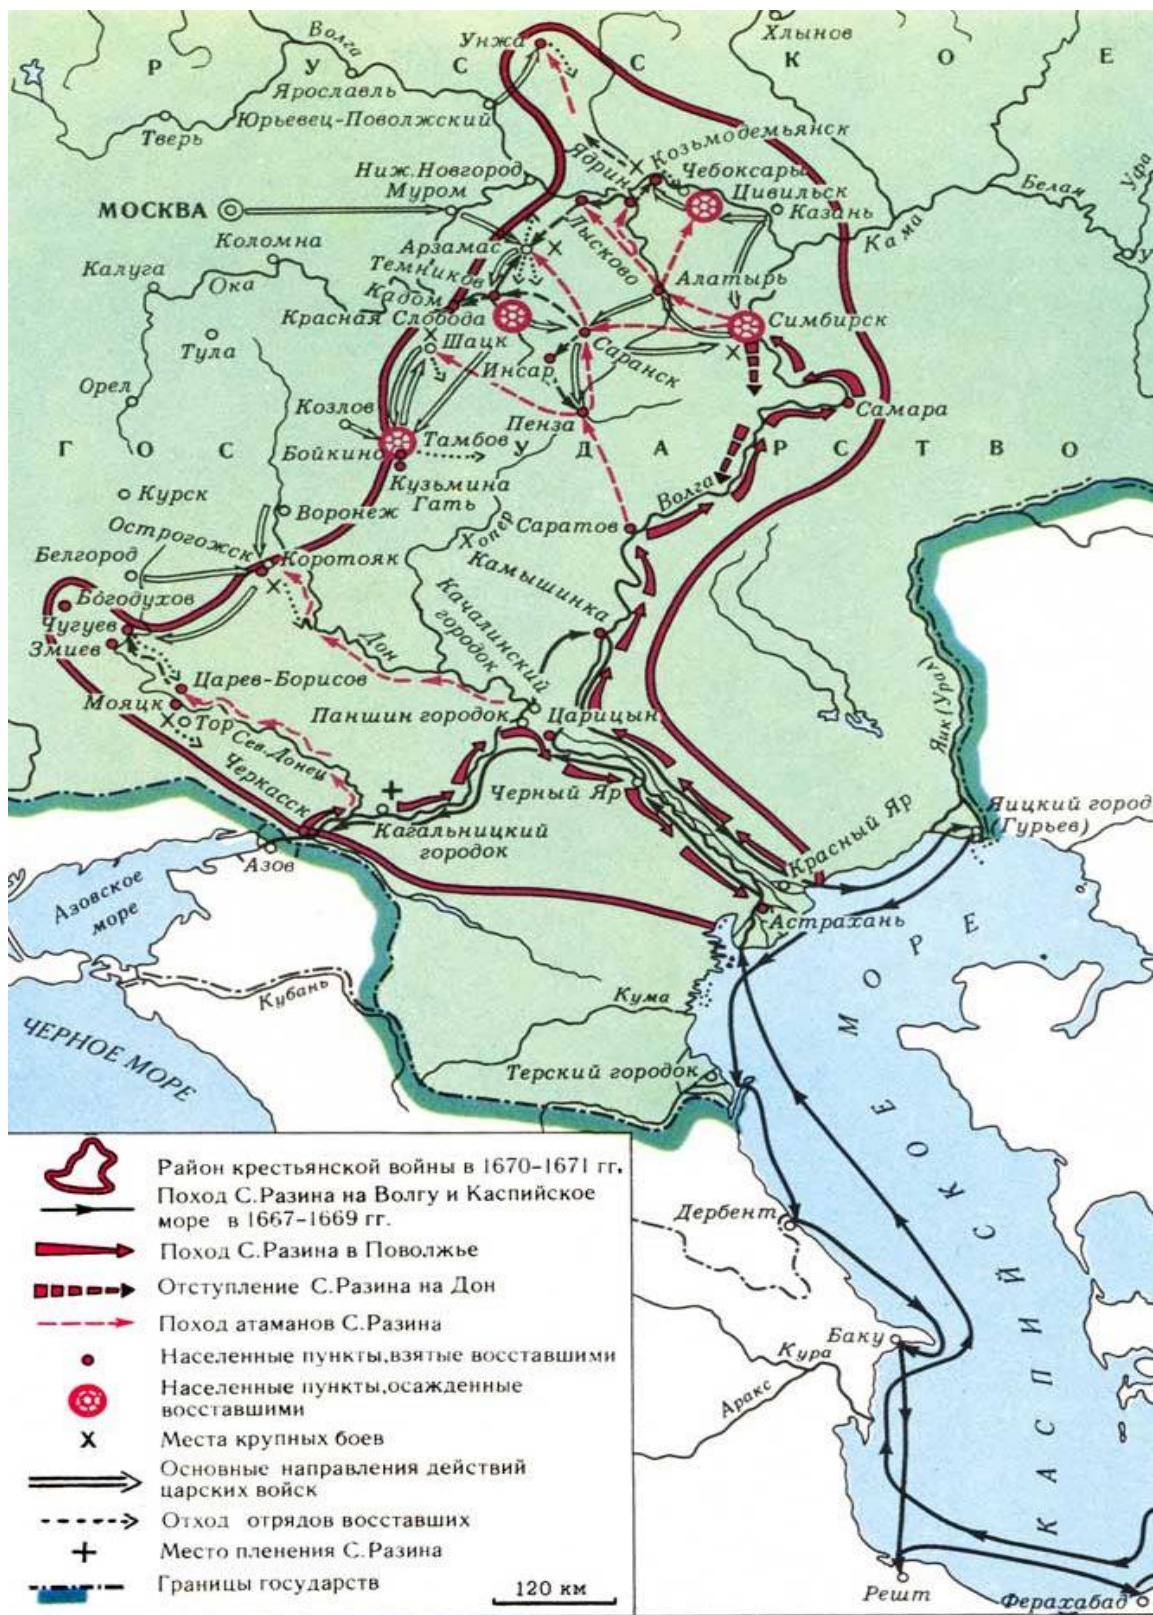 Хлынов
Волга
Унжа
Р У С С К О Е
Ярославль
Юрьевец-Поволжский
Тверь
Козьмодемьянск
Ядрин
Чебоксары
Ниж.Новгород
Муром
Цивильск
Белая
Уфа
МОСКВА
Казань
Кама
Коломна
Арзамас
Лысково
У
Калуга
Темников
Алатырь
Ока
Кадом
Красная Слобода
Симбирск
Тула
Шацк
Саранск
Инсар
Орел
Козлов
Пенза
Самара
Тамбов
Г О С У Д А Р С Т В О
Бойкино
Кузьмина
Гать
Волга
Курск
Воронеж
Хопер
Саратов
Острогожск
Коротояк
Белгород
Камышинка
Богодухов
Качалинский
городок
Чугуев
Дон
Змиев
Царев-Борисов
Яик (Урал)
Мояцк
Паншин городок
Царицын
Тор
Сев.Донец
Черкасск
Черный Яр
Красный Яр
Яицкий город
(Гурьев)
Кагальницкий
городок
Азов
Азовское
море
Астрахань
Кубань
Кума
ЧЕРНОЕ МОРЕ
Терский городок
К А С П И Й С К О Е М О Р Е
Дербент
Баку
Кура
Аракс
Решт
Ферахабад
Район крестьянской войны в 1670-1671 гг.
Поход С.Разина на Волгу и Каспийское
море в 1667-1669 гг.
Поход С.Разина в Поволжье
Отступление С.Разина на Дон
Поход атаманов С.Разина
Населенные пункты,взятые восставшими
Населенные пункты,осажденные
восставшими
Места крупных боев
Основные направления действий
царских войск
Отход отрядов восставших
Место пленения С.Разина
Границы государств
120 км